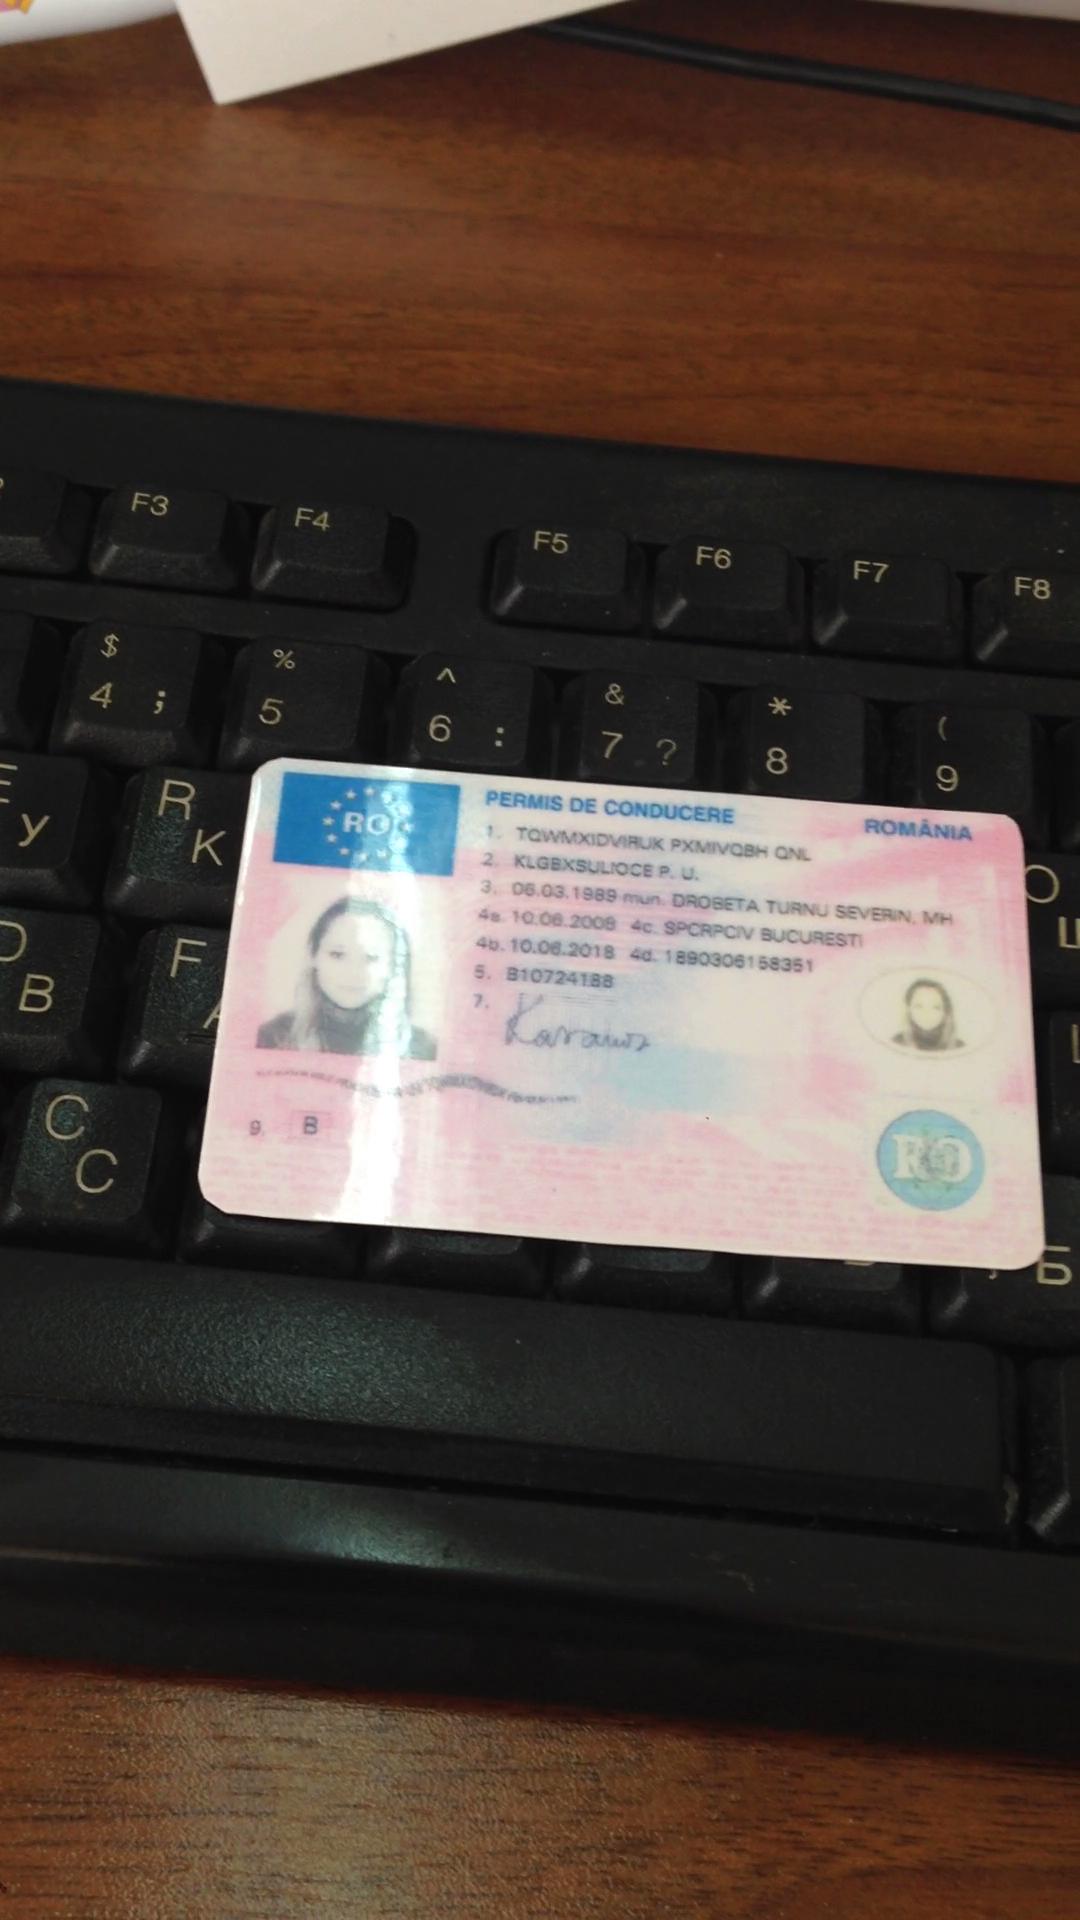 F3 F4 F5 F6 F7 F8
$ % ^ & * (
4 ; 5 6 : 7 ? 8 9
У R К
RO
PERMIS DE CONDUCERE ROMÂNIA
1. TQWMXIDVIRUK PXMIVQBH QNL
2. KLGBXSULIOCE P. U.
3. 06.03.1989 mun. DROBETA TURNU SEVERIN, MH
4a. 10.06.2008 4c. SPCRPCIV BUCURESTI
4b. 10.06.2018 4d. 1890306158351
5. B10724188
7.
D В F
9. B
RO
C С
Б